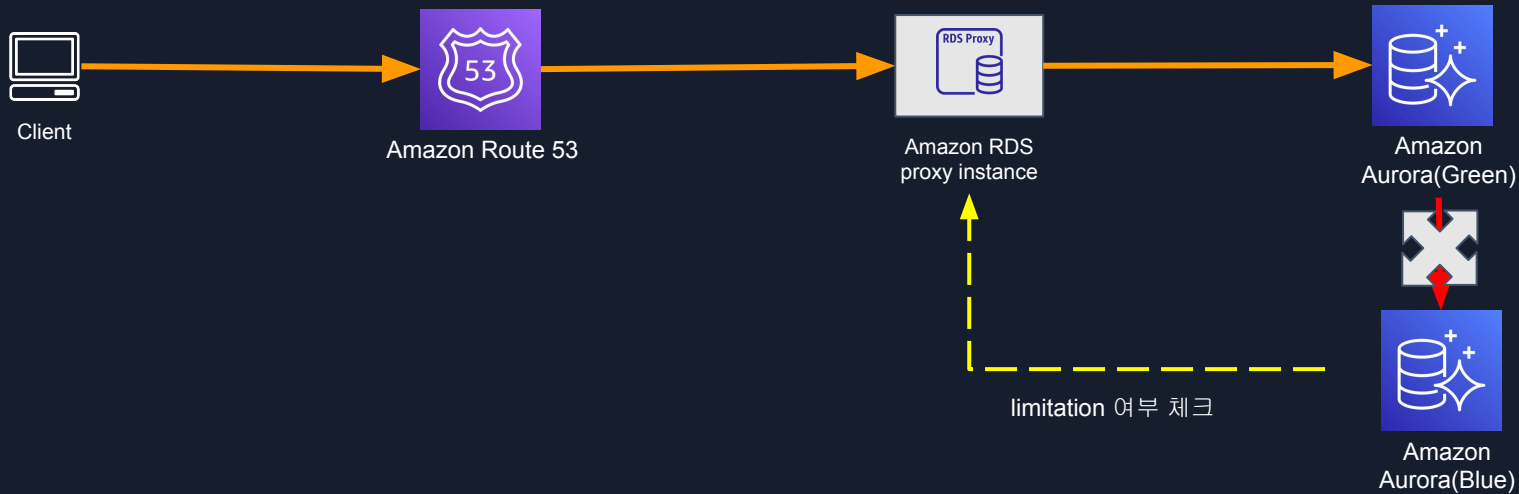 Client
53
Amazon Route 53
RDS Proxy
Amazon RDS
proxy instance
Amazon
Aurora(Green)
limitation 여부 체크
Amazon
Aurora(Blue)